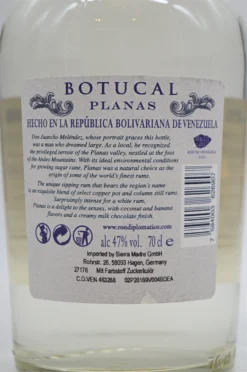 BOTUCAL
PLANAS
HECHO EN LA REPÚBLICA BOLIVARIANA DE VENEZUELA
Don Juancho Meléndez, whose portrait graces this bottle,
was a man who dreamed large. As a local, he recognized
the privileged terroir of the Planas valley, nestled at the foot
of the Andes Mountains. With its ideal environmental conditions
for growing sugar cane, Planas was a natural choice as the
origin of some of the world's finest rums.
The unique sipping rum that bears the region's name
is an exquisite blend of select copper pot and column still rums.
Surprisingly intense for a white rum,
Planas is a delight to the senses, with coconut and banana
flavors and a creamy milk chocolate finish.
www.rondiplomatico.com
alc 47% vol. 70 cl e
Imported by Sierra Madre GmbH
Rohrstr. 26, 58093 Hagen, Germany
27178 Mit Farbstoff Zuckerkulör